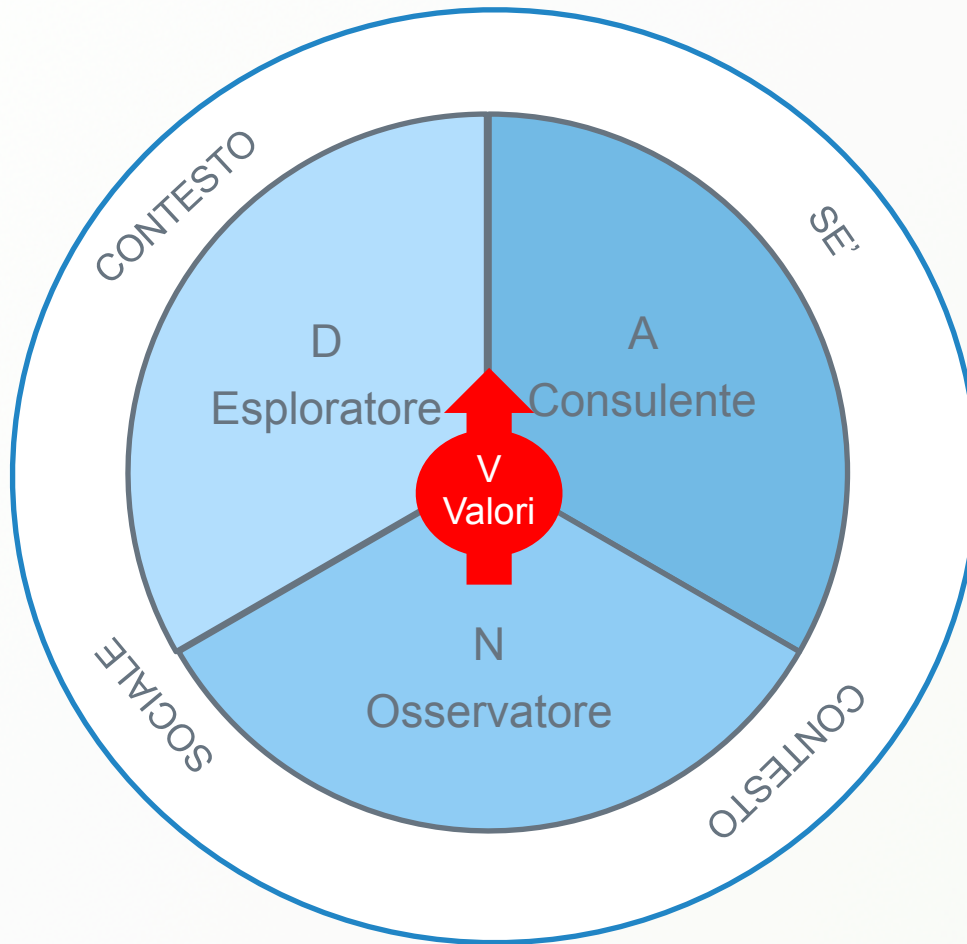 CONTESTO
SE’
D
Esploratore
A
Consulente
V
Valori
N
Osservatore
SOCIALE
CONTESTO